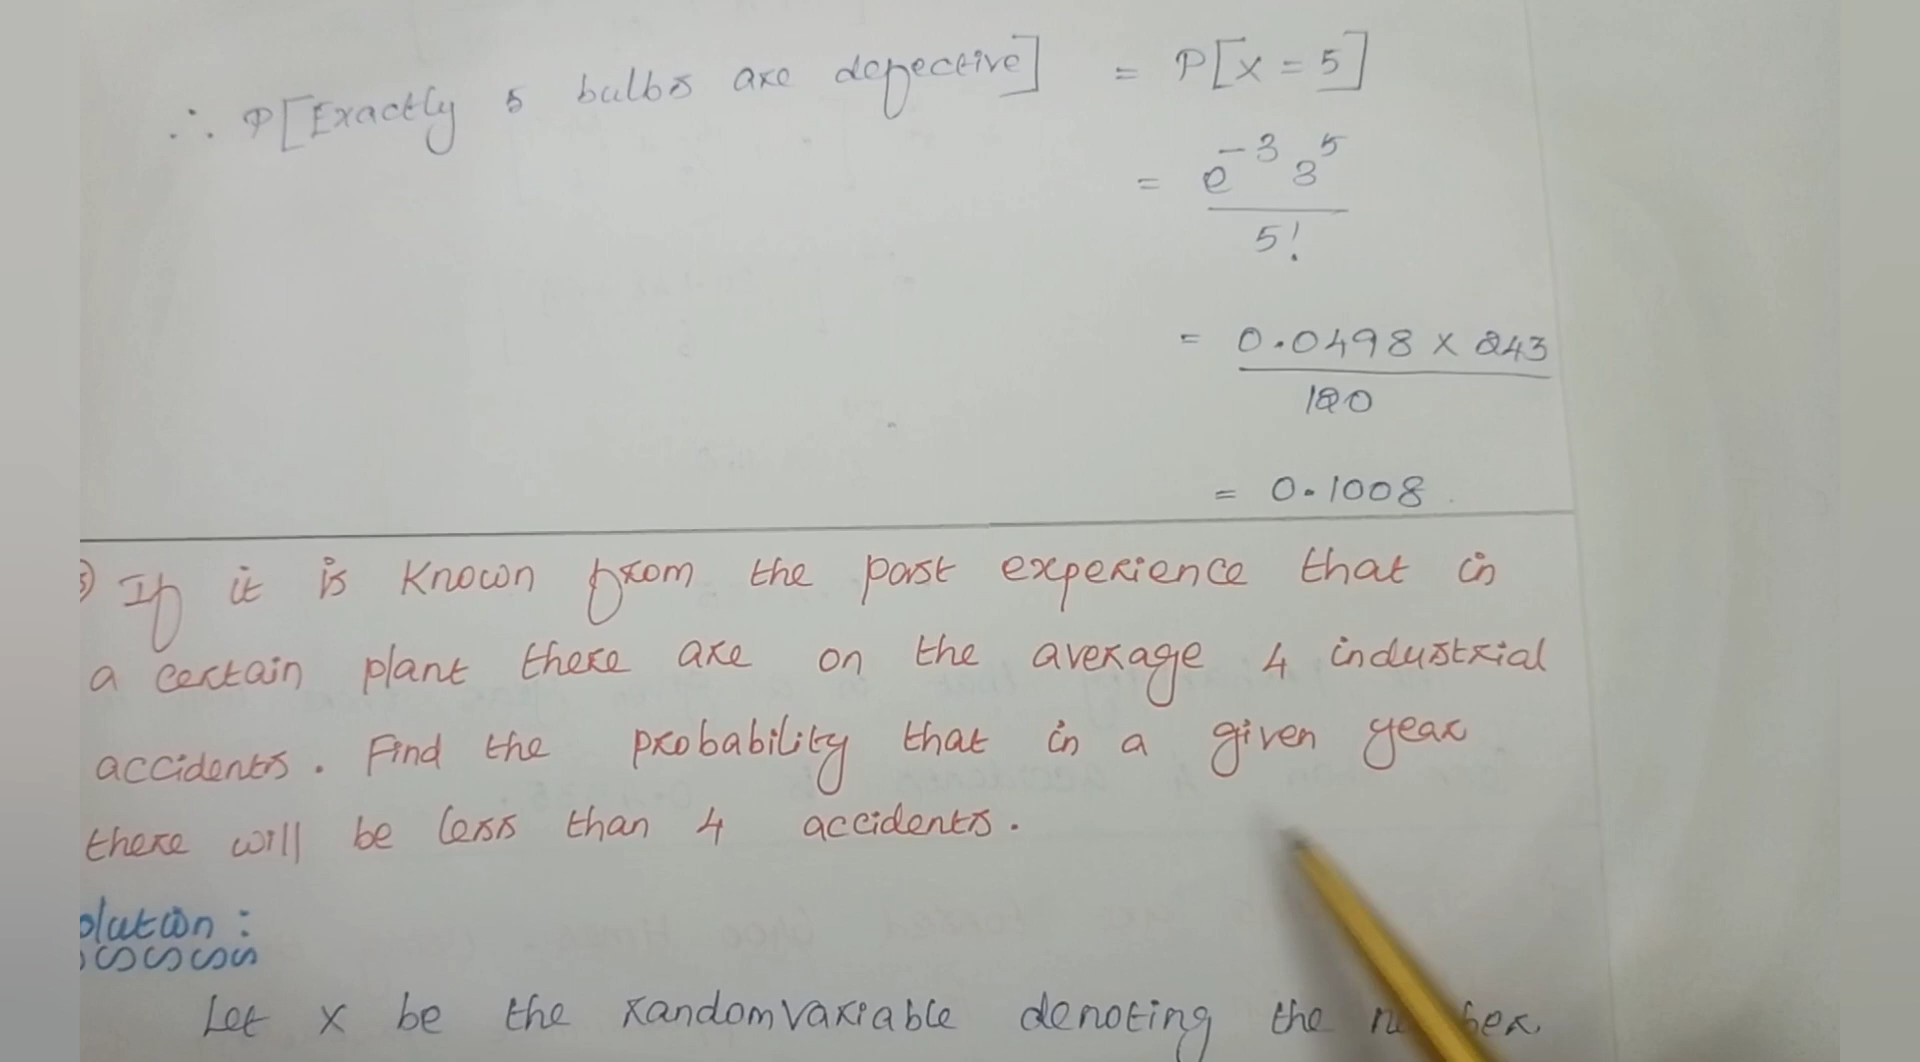 ∴ P[Exactly 5 bulbs are defective] = P[X = 5]
= e^-3 3^5 / 5!
= 0.0498 × 243 / 120
= 0.1008
3) If it is known from the past experience that in
a certain plant there are on the average 4 industrial
accidents. Find the probability that in a given year
there will be less than 4 accidents.
olution :
Let x be the randomvariable denoting the